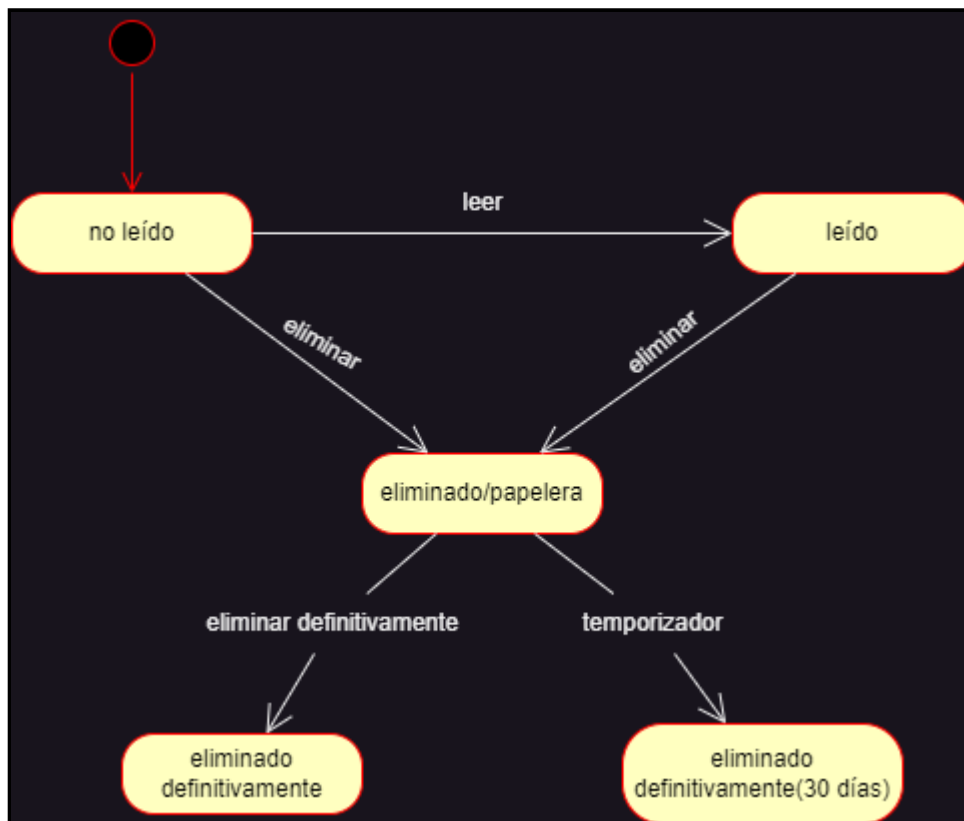 leer
no leído
leído
eliminar
eliminar
eliminado/papelera
eliminar definitivamente
temporizador
eliminado
definitivamente
eliminado
definitivamente(30 días)